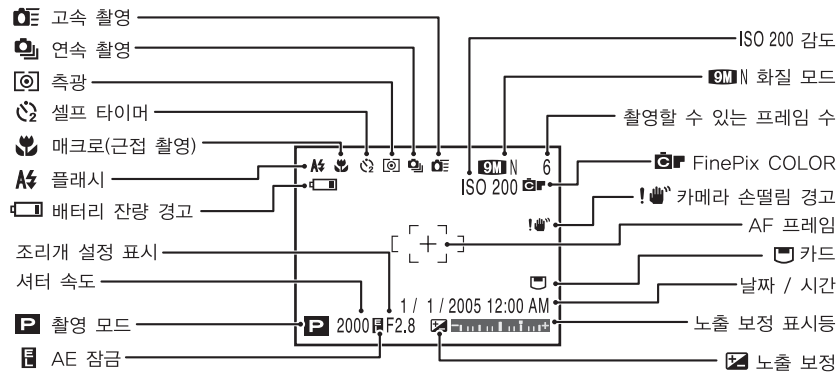 고속 촬영
연속 촬영
측광
셀프 타이머
매크로(근접 촬영)
플래시
배터리 잔량 경고
조리개 설정 표시
셔터 속도
P 촬영 모드
AE 잠금
9M N 6
ISO 200
1 / 1 / 2005 12:00 AM
P 2000 F2.8
ISO 200 감도
9M N 화질 모드
촬영할 수 있는 프레임 수
FinePix COLOR
카메라 손떨림 경고
AF 프레임
카드
날짜 / 시간
노출 보정 표시등
노출 보정